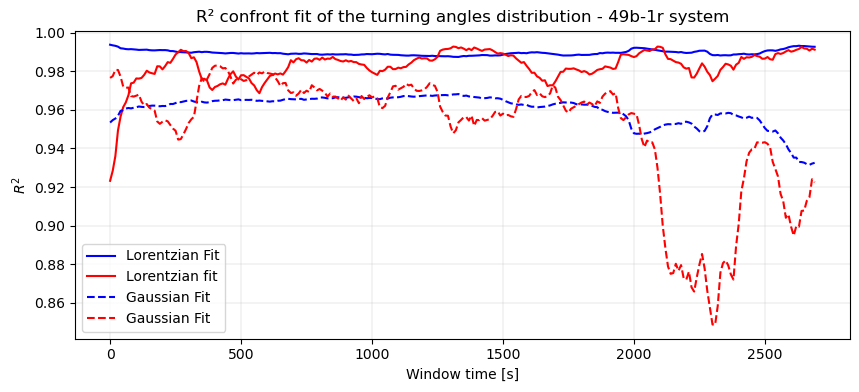 R² confront fit of the turning angles distribution - 49b-1r system
1.00
0.98
0.96
0.94
0.92
0.90
0.88
0.86
R²
Lorentzian Fit
Lorentzian fit
Gaussian Fit
Gaussian Fit
0 500 1000 1500 2000 2500
Window time [s]